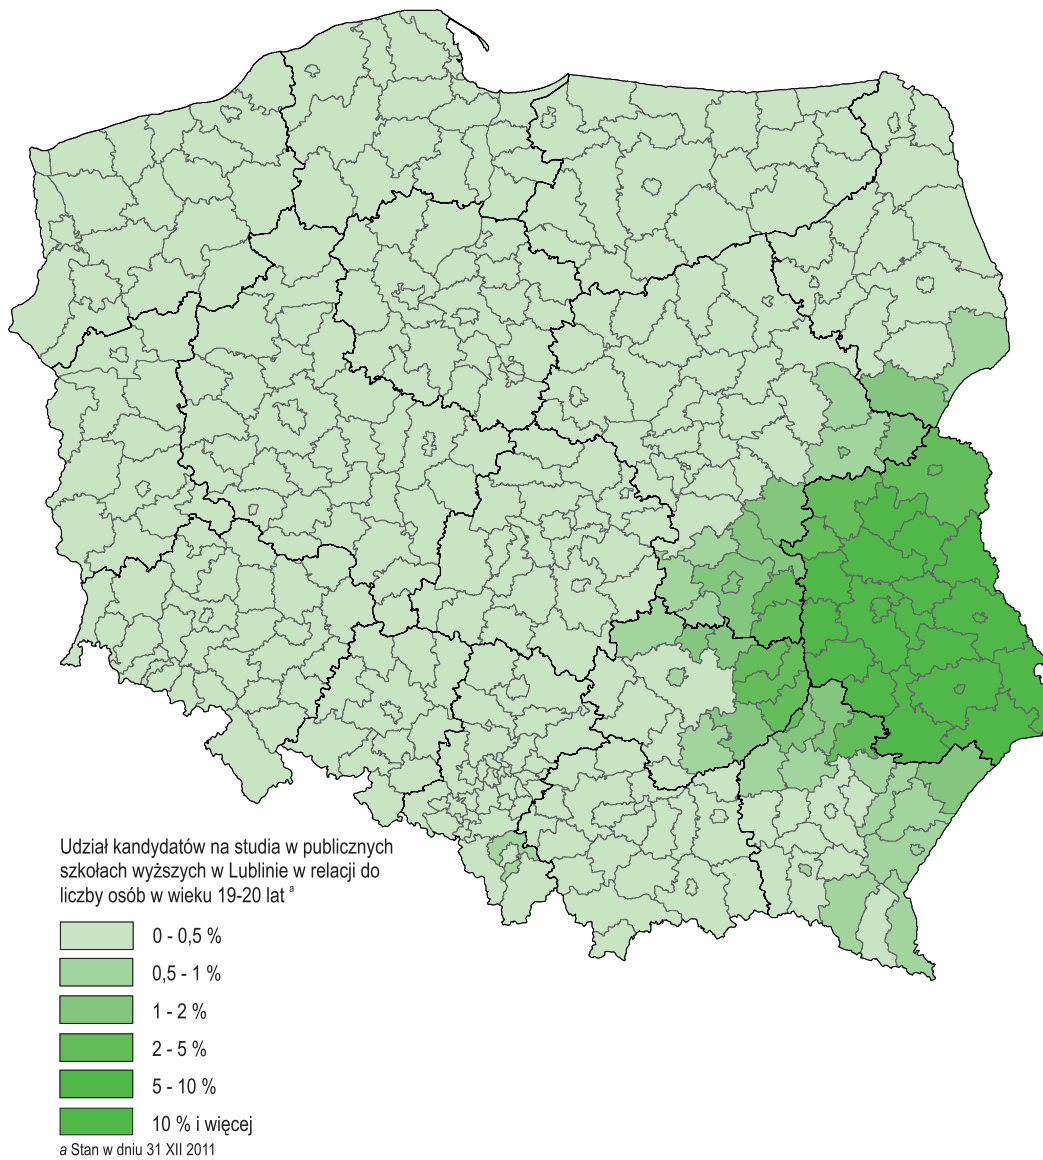 Udział kandydatów na studia w publicznych
szkołach wyższych w Lublinie w relacji do
liczby osób w wieku 19-20 lat a
0 - 0,5 %
0,5 - 1 %
1 - 2 %
2 - 5 %
5 - 10 %
10 % i więcej
a Stan w dniu 31 XII 2011